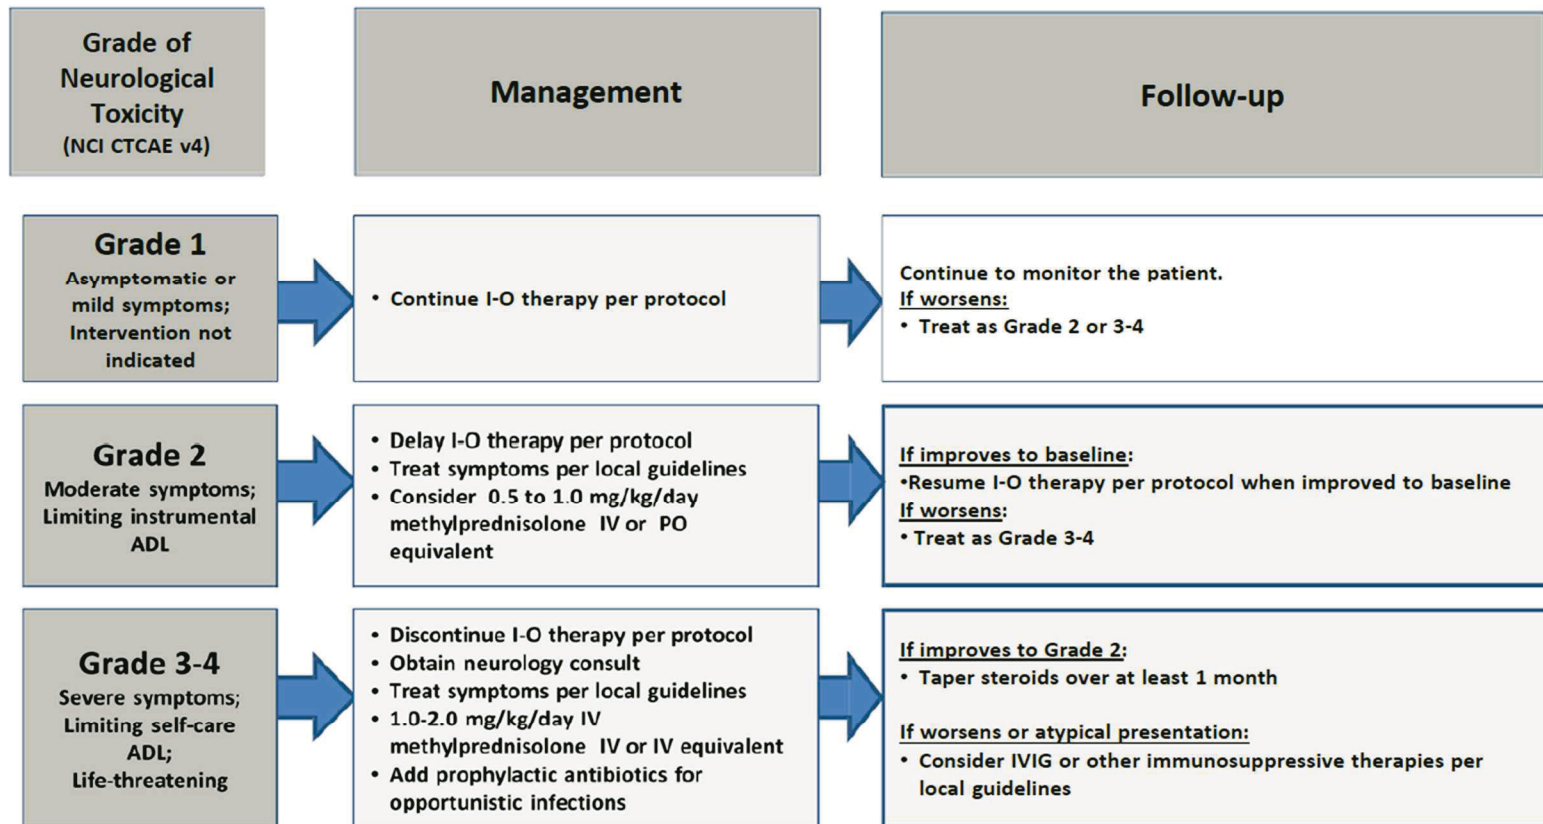 Grade of
Neurological
Toxicity
(NCI CTCAE v4)
Management
Follow-up
Grade 1
Asymptomatic or
mild symptoms;
Intervention not
indicated
• Continue I-O therapy per protocol
Continue to monitor the patient.
If worsens:
• Treat as Grade 2 or 3-4
Grade 2
Moderate symptoms;
Limiting instrumental
ADL
• Delay I-O therapy per protocol
• Treat symptoms per local guidelines
• Consider 0.5 to 1.0 mg/kg/day
methylprednisolone IV or PO
equivalent
If improves to baseline:
•Resume I-O therapy per protocol when improved to baseline
If worsens:
• Treat as Grade 3-4
Grade 3-4
Severe symptoms;
Limiting self-care
ADL;
Life-threatening
• Discontinue I-O therapy per protocol
• Obtain neurology consult
• Treat symptoms per local guidelines
• 1.0-2.0 mg/kg/day IV
methylprednisolone IV or IV equivalent
• Add prophylactic antibiotics for
opportunistic infections
If improves to Grade 2:
• Taper steroids over at least 1 month
If worsens or atypical presentation:
• Consider IVIG or other immunosuppressive therapies per
local guidelines